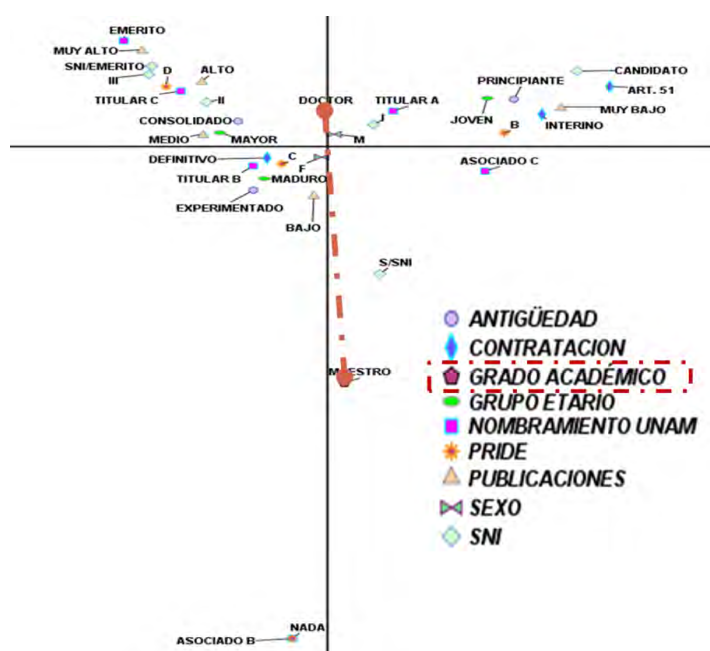 EMERITO
MUY ALTO
SNI/EMERITO
III
D
ALTO
TITULAR C
II
CONSOLIDADO
MEDIO
MAYOR
DOCTOR
TITULAR A
I
M
PRINCIPIANTE
CANDIDATO
ART. 51
JOVEN
MUY BAJO
B
INTERINO
DEFINITIVO
C
F
TITULAR B
MADURO
EXPERIMENTADO
BAJO
ASOCIADO C
S/SNI
MAESTRO
ANTIGÜEDAD
CONTRATACION
GRADO ACADÉMICO
GRUPO ETARIO
NOMBRAMIENTO UNAM
PRIDE
PUBLICACIONES
SEXO
SNI
NADA
ASOCIADO B